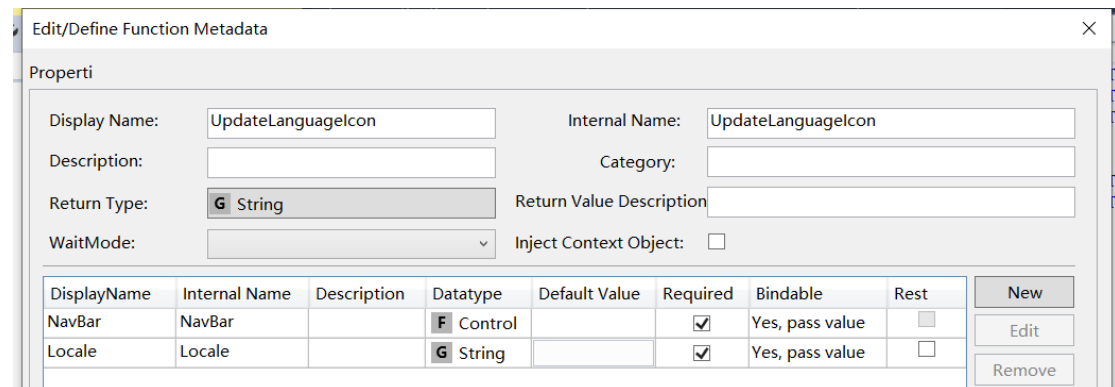 Edit/Define Function Metadata
Properti
Display Name: UpdateLanguageIcon Internal Name: UpdateLanguageIcon
Description: Category:
Return Type: G String Return Value Description
WaitMode: Inject Context Object:
DisplayName Internal Name Description Datatype Default Value Required Bindable Rest New
NavBar NavBar F Control Yes, pass value Edit
Locale Locale G String Yes, pass value
Remove